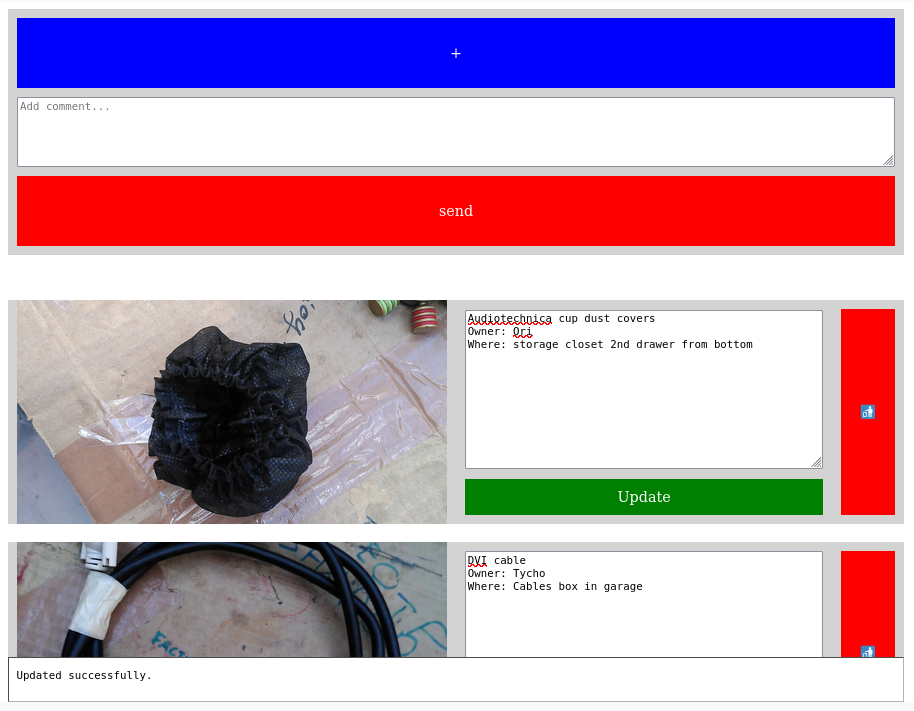 +
Add comment...
send
Audiotechnica cup dust covers
Owner: Ori
Where: storage closet 2nd drawer from bottom
Update
DVI cable
Owner: Tycho
Where: Cables box in garage
Updated successfully.